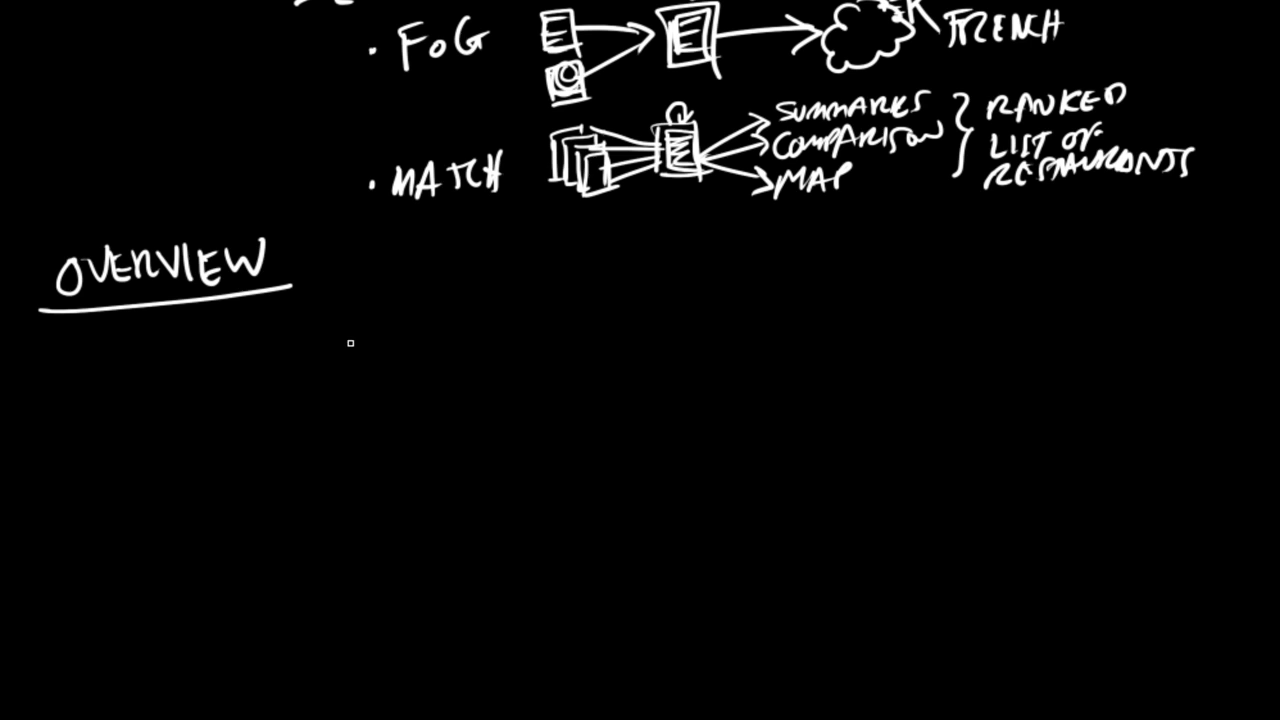 • FOG
FRENCH
• MATCH
SUMMARIES
COMPARISON
MAP
RANKED
LIST OF
RESTAURANTS
OVERVIEW